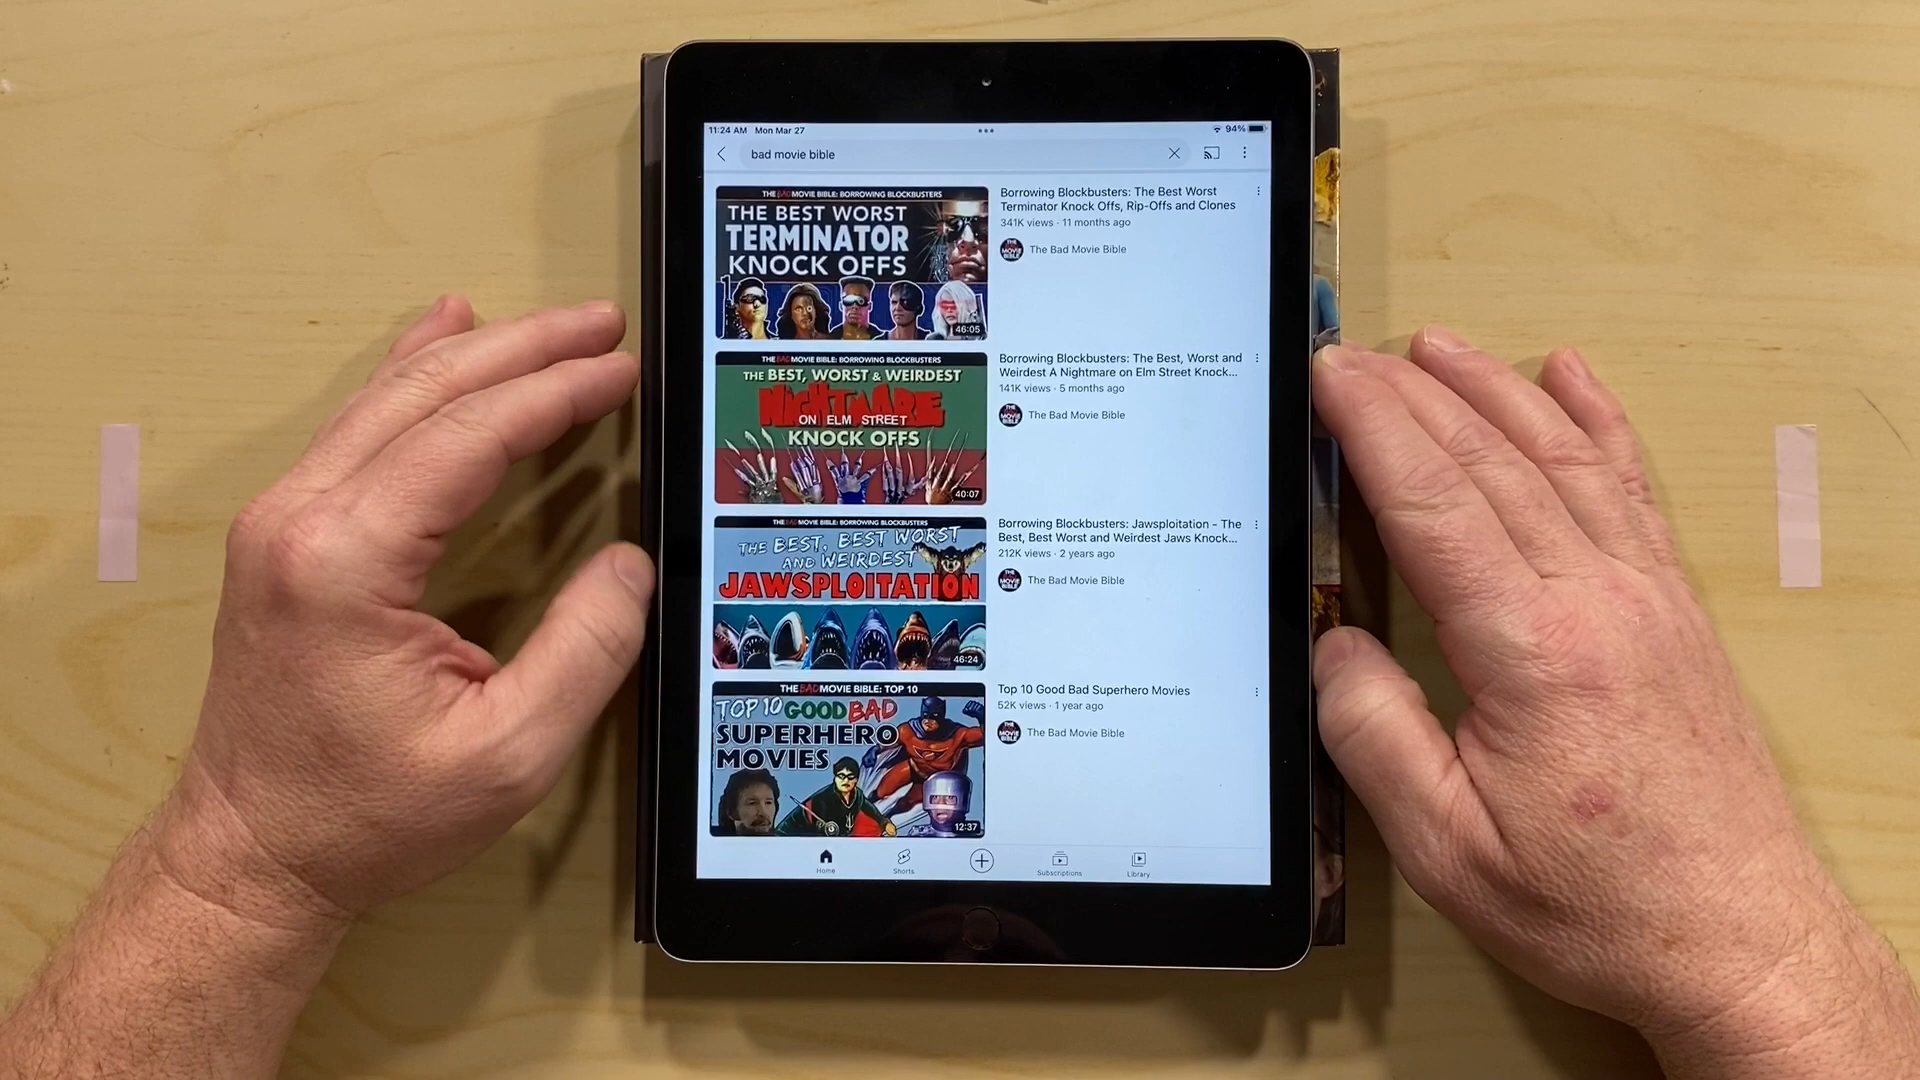 11:24 AM Mon Mar 27
94%
bad movie bible
THE BAD MOVIE BIBLE: BORROWING BLOCKBUSTERS
THE BEST WORST
TERMINATOR
KNOCK OFFS
46:05
Borrowing Blockbusters: The Best Worst
Terminator Knock Offs, Rip-Offs and Clones
341K views · 11 months ago
The Bad Movie Bible
THE BAD MOVIE BIBLE: BORROWING BLOCKBUSTERS
THE BEST, WORST & WEIRDEST
NIGHTMARE
ON ELM STREET
KNOCK OFFS
40:07
Borrowing Blockbusters: The Best, Worst and
Weirdest A Nightmare on Elm Street Knock...
141K views · 5 months ago
The Bad Movie Bible
THE BAD MOVIE BIBLE: BORROWING BLOCKBUSTERS
THE BEST, BEST WORST
AND WEIRDEST
JAWSPLOITATION
46:24
Borrowing Blockbusters: Jawsploitation - The
Best, Best Worst and Weirdest Jaws Knock...
212K views · 2 years ago
The Bad Movie Bible
THE BAD MOVIE BIBLE: TOP 10
TOP 10 GOOD BAD
SUPERHERO
MOVIES
12:37
Top 10 Good Bad Superhero Movies
52K views · 1 year ago
The Bad Movie Bible
Home
Shorts
Subscriptions
Library